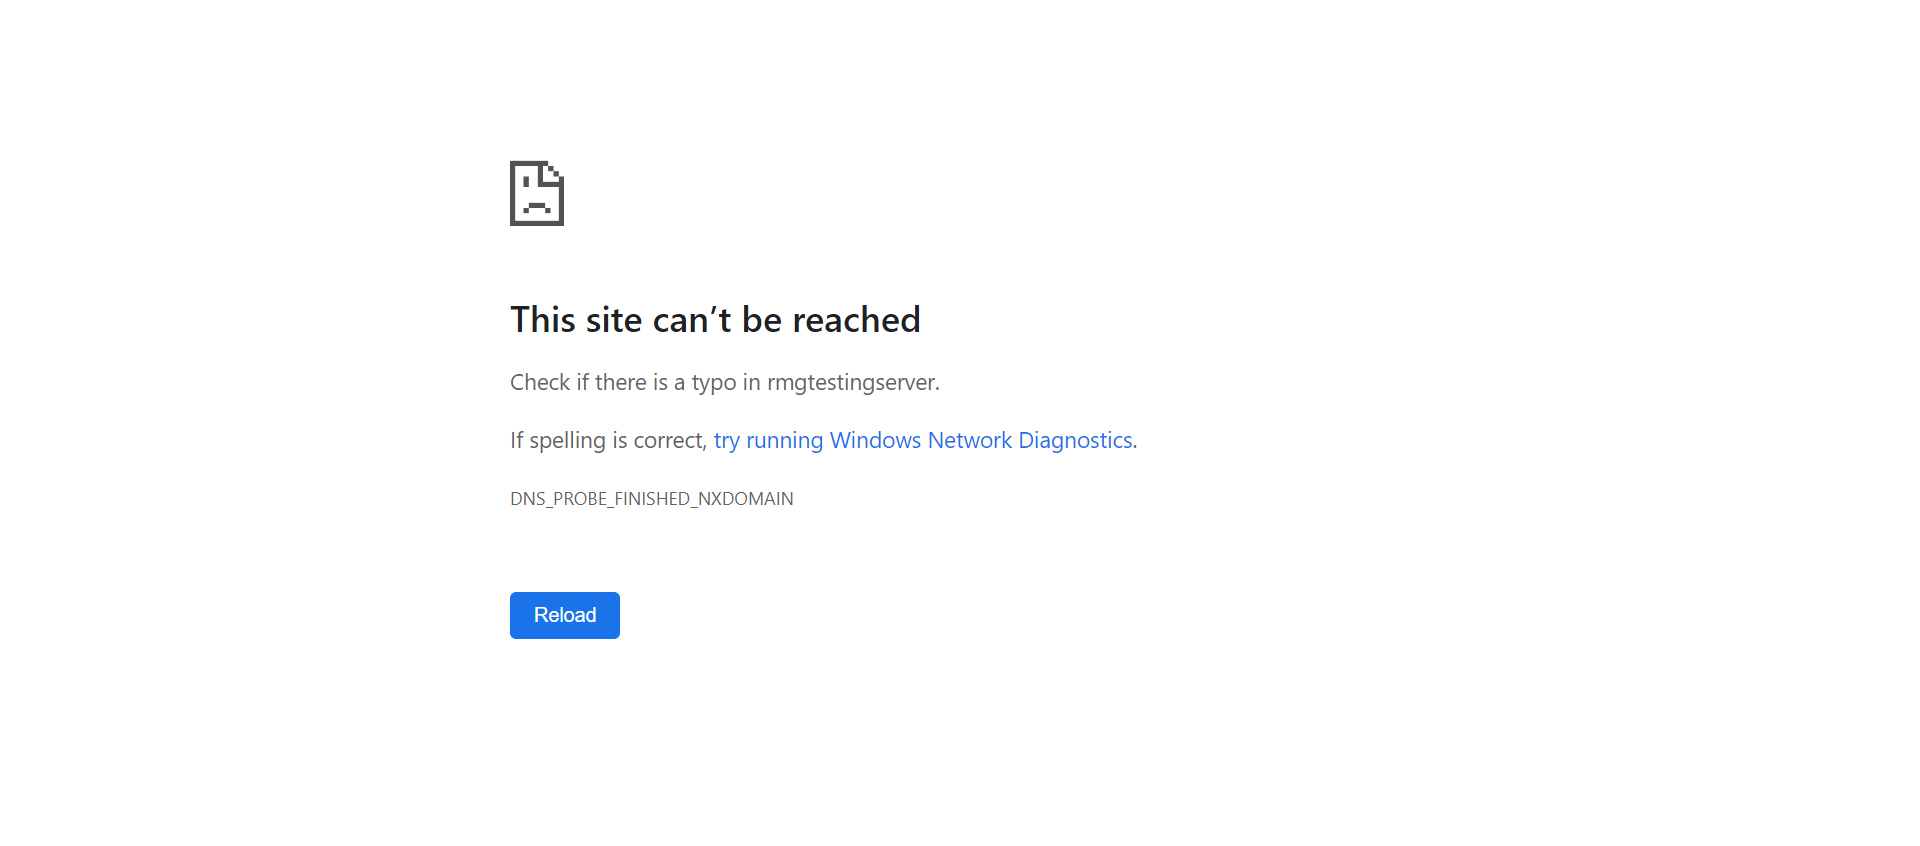 This site can’t be reached
Check if there is a typo in rmgtestingserver.
If spelling is correct, try running Windows Network Diagnostics.
DNS_PROBE_FINISHED_NXDOMAIN
Reload